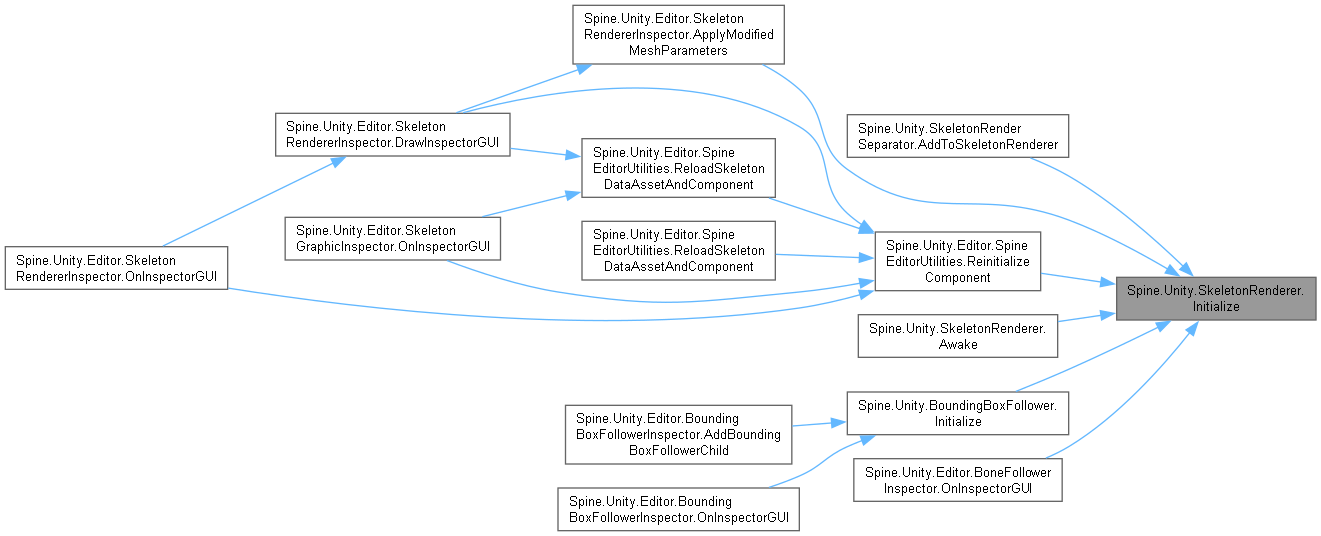 Spine.Unity.Editor.Skeleton
RendererInspector.ApplyModified
MeshParameters
Spine.Unity.Editor.Skeleton
RendererInspector.DrawInspectorGUI
Spine.Unity.SkeletonRender
Separator.AddToSkeletonRenderer
Spine.Unity.Editor.Spine
EditorUtilities.ReloadSkeleton
DataAssetAndComponent
Spine.Unity.Editor.Skeleton
GraphicInspector.OnInspectorGUI
Spine.Unity.Editor.Spine
EditorUtilities.ReloadSkeleton
DataAssetAndComponent
Spine.Unity.Editor.Spine
EditorUtilities.Reinitialize
Component
Spine.Unity.Editor.Skeleton
RendererInspector.OnInspectorGUI
Spine.Unity.SkeletonRenderer.
Initialize
Spine.Unity.SkeletonRenderer.
Awake
Spine.Unity.BoundingBoxFollower.
Initialize
Spine.Unity.Editor.Bounding
BoxFollowerInspector.AddBounding
BoxFollowerChild
Spine.Unity.Editor.BoneFollower
Inspector.OnInspectorGUI
Spine.Unity.Editor.Bounding
BoxFollowerInspector.OnInspectorGUI